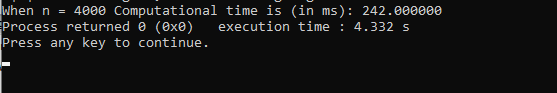 When n = 4000 Computational time is (in ms): 242.000000
Process returned 0 (0x0)   execution time : 4.332 s
Press any key to continue.